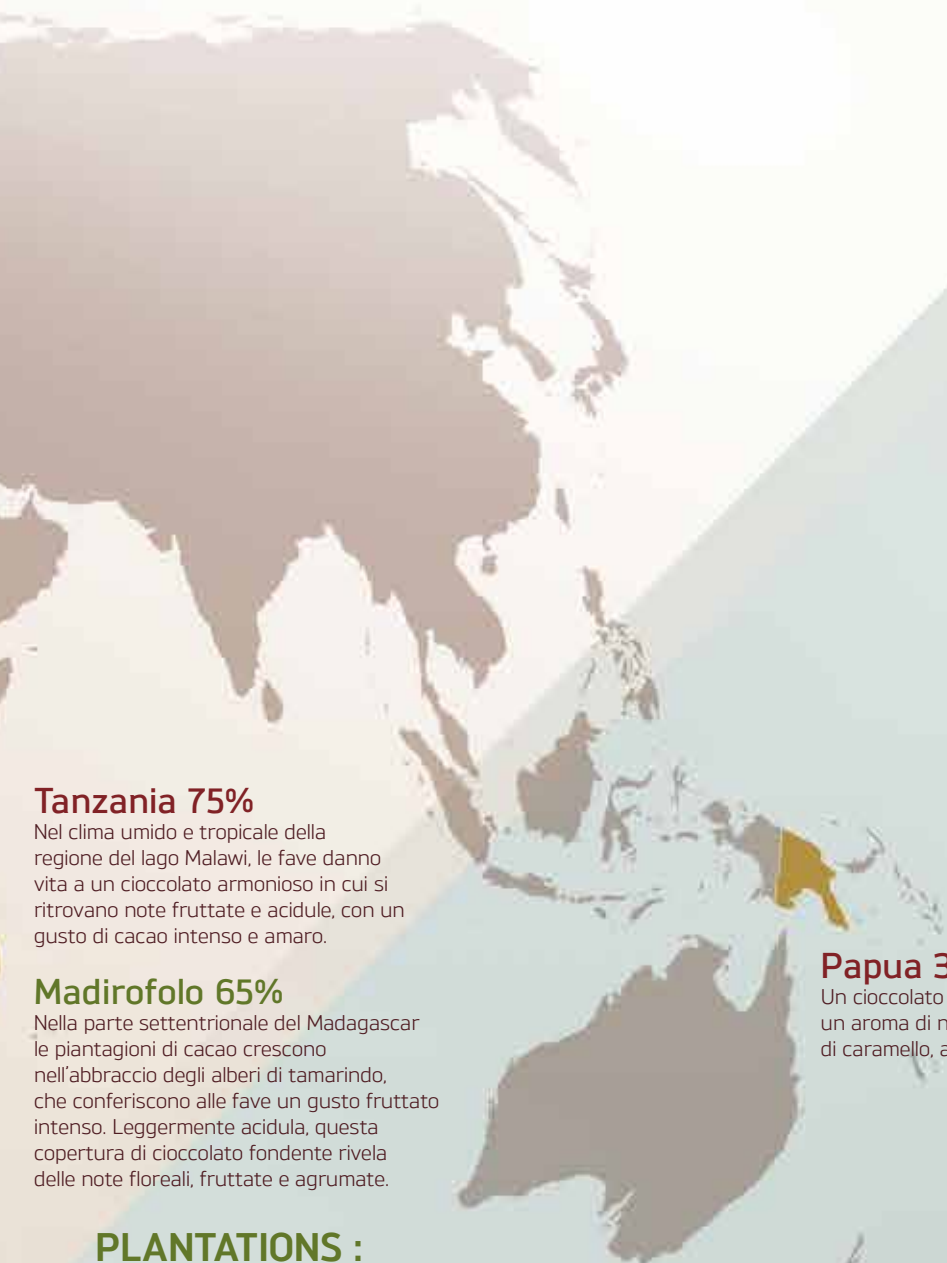 Tanzania 75%
Nel clima umido e tropicale della
regione del lago Malawi, le fave danno
vita a un cioccolato armonioso in cui si
ritrovano note fruttate e acidule, con un
gusto di cacao intenso e amaro.
Madirofolo 65%
Nella parte settentrionale del Madagascar
le piantagioni di cacao crescono
nell'abbraccio degli alberi di tamarindo,
che conferiscono alle fave un gusto fruttato
intenso. Leggermente acidula, questa
copertura di cioccolato fondente rivela
delle note floreali, fruttate e agrumate.
PLANTATIONS :
Papua 3
Un cioccolato
un aroma di n
di caramello, a